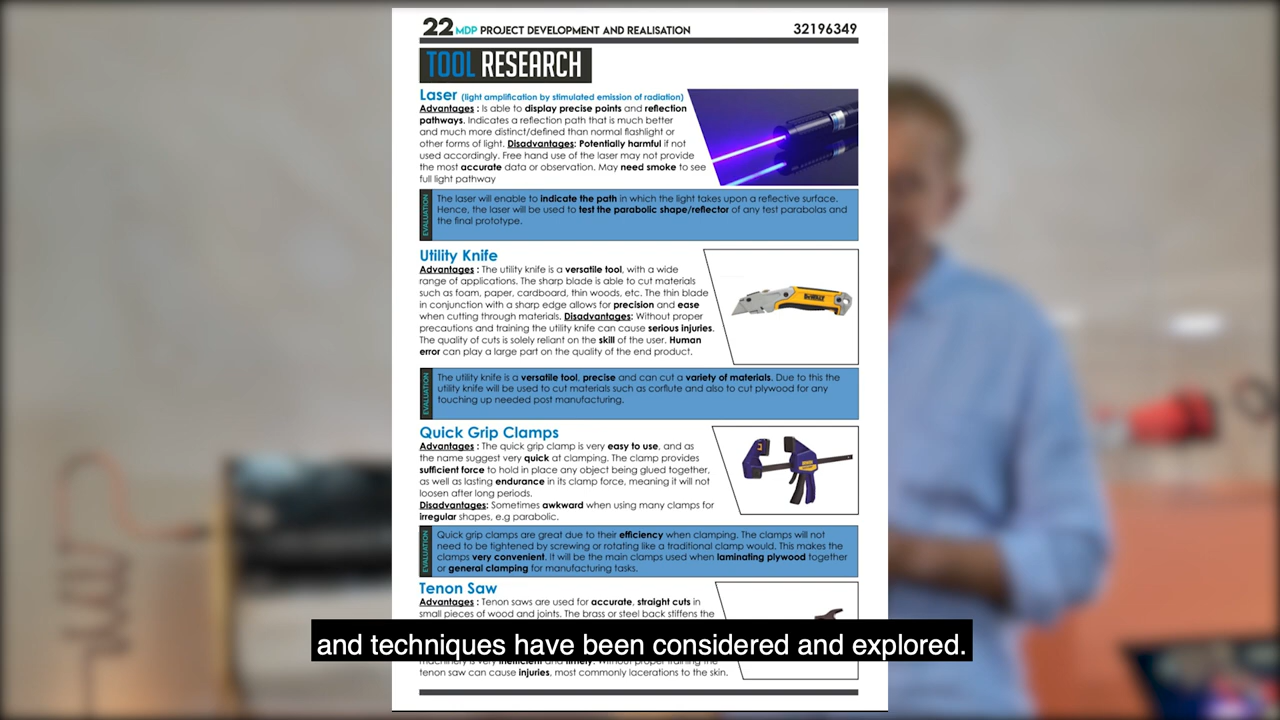 22 MDP PROJECT DEVELOPMENT AND REALISATION 32196349
TOOL RESEARCH
Laser (light amplification by stimulated emission of radiation)
Advantages : Is able to display precise points and reflection
pathways. Indicates a reflection path that is much better
and much more distinct/defined than normal flashlight or
other forms of light. Disadvantages: Potentially harmful if not
used accordingly. Free hand use of the laser may not provide
the most accurate data or observation. May need smoke to see
full light pathway
EVALUATION
The laser will enable to indicate the path in which the light takes upon a reflective surface.
Hence, the laser will be used to test the parabolic shape/reflector of any test parabolas and
the final prototype.
Utility Knife
Advantages : The utility knife is a versatile tool, with a wide
range of applications. The sharp blade is able to cut materials
such as foam, paper, cardboard, thin woods, etc. The thin blade
in conjunction with a sharp edge allows for precision and ease
when cutting through materials. Disadvantages: Without proper
precautions and training the utility knife can cause serious injuries.
The quality of cuts is solely reliant on the skill of the user. Human
error can play a large part on the quality of the end product.
DEWALT
EVALUATION
The utility knife is a versatile tool, precise and can cut a variety of materials. Due to this the
utility knife will be used to cut materials such as corflute and also to cut plywood for any
touching up needed post manufacturing.
Quick Grip Clamps
Advantages : The quick grip clamp is very easy to use, and as
the name suggest very quick at clamping. The clamp provides
sufficient force to hold in place any object being glued together,
as well as lasting endurance in its clamp force, meaning it will not
loosen after long periods.
Disadvantages: Sometimes awkward when using many clamps for
irregular shapes, e.g parabolic.
EVALUATION
Quick grip clamps are great due to their efficiency when clamping. The clamps will not
need to be tightened by screwing or rotating like a traditional clamp would. This makes the
clamps very convenient. It will be the main clamps used when laminating plywood together
or general clamping for manufacturing tasks.
Tenon Saw
Advantages : Tenon saws are used for accurate, straight cuts in
small pieces of wood and joints. The brass or steel back stiffens the
and techniques have been considered and explored.
tenon saw can cause injuries, most commonly lacerations to the skin.